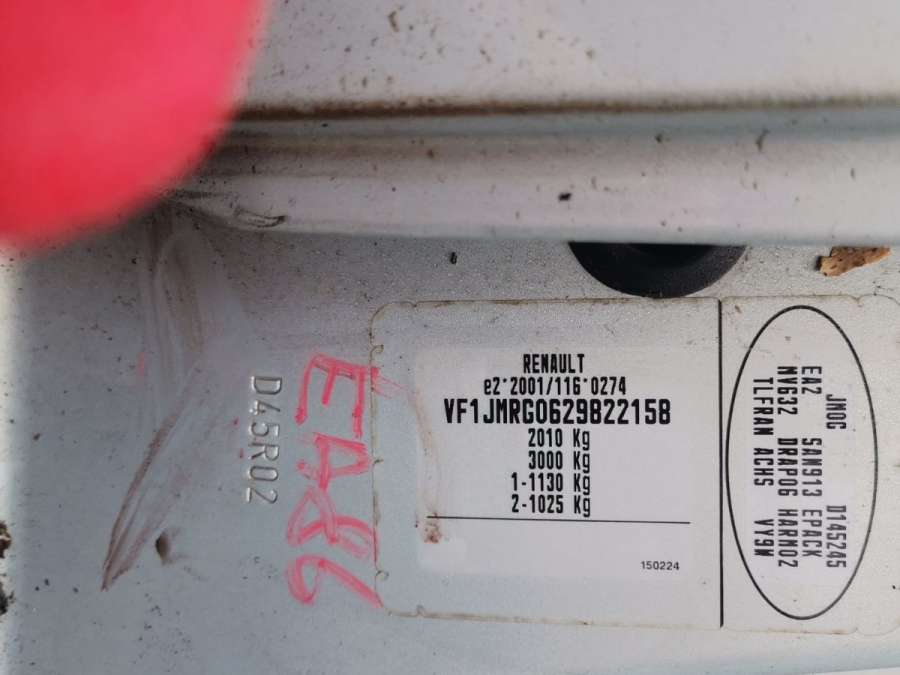 RENAULT
e2*2001/116*0274
VF1JMRG0629822158
2010 Kg
3000 Kg
1-1130 Kg
2-1025 Kg
150224
JMOC D145245
EA2 SAN913 EPACK
MV632 DRAP06 HARM02
TLFRAN ACHS VY9W
D45R02
EA86